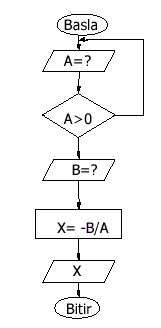 Basla
A=?
A>0
B=?
X= -B/A
X
Bitir